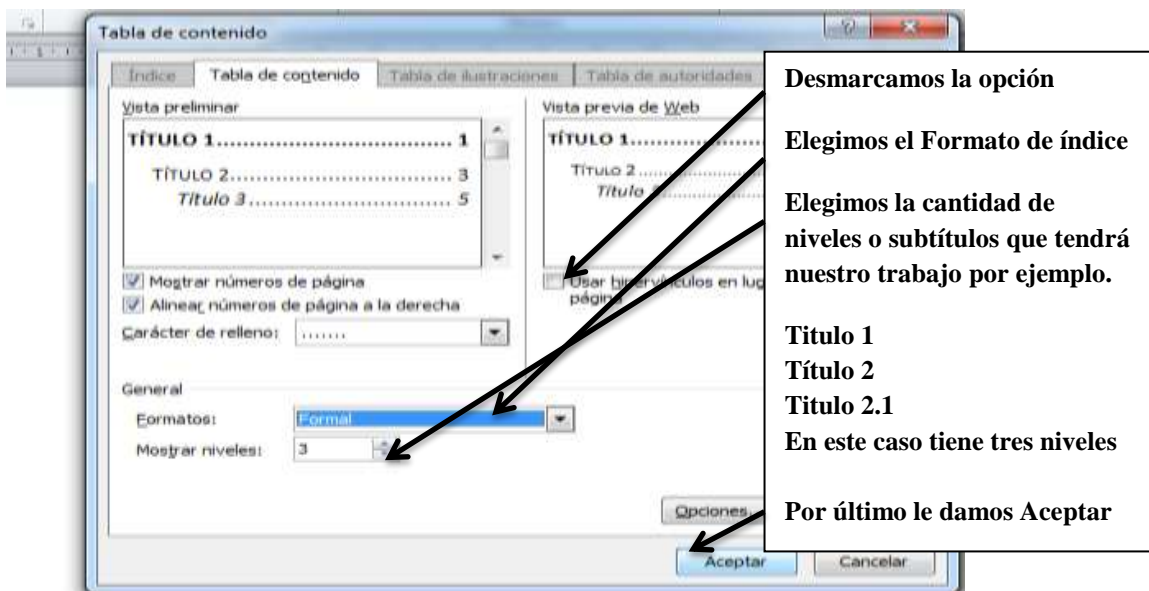 Tabla de contenido
Índice
Tabla de contenido
Tabla de ilustraciones
Tabla de autoridades
Vista preliminar
TÍTULO 1.................................... 1
TÍTULO 2................................ 3
Título 3.............................. 5
Vista previa de Web
TÍTULO 1................
TÍTULO 2................
Título
Mostrar números de página
Alinear números de página a la derecha
Carácter de relleno: .......
Usar hipervínculos en lug
página
General
Formatos: Formal
Mostrar niveles: 3
Opciones.
Aceptar
Cancelar
Desmarcamos la opción
Elegimos el Formato de índice
Elegimos la cantidad de
niveles o subtítulos que tendrá
nuestro trabajo por ejemplo.
Titulo 1
Título 2
Titulo 2.1
En este caso tiene tres niveles
Por último le damos Aceptar